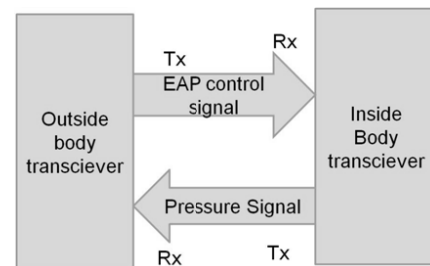 Outside
body
transciever
Tx
Rx
EAP control
signal
Inside
Body
transciever
Pressure Signal
Rx
Tx